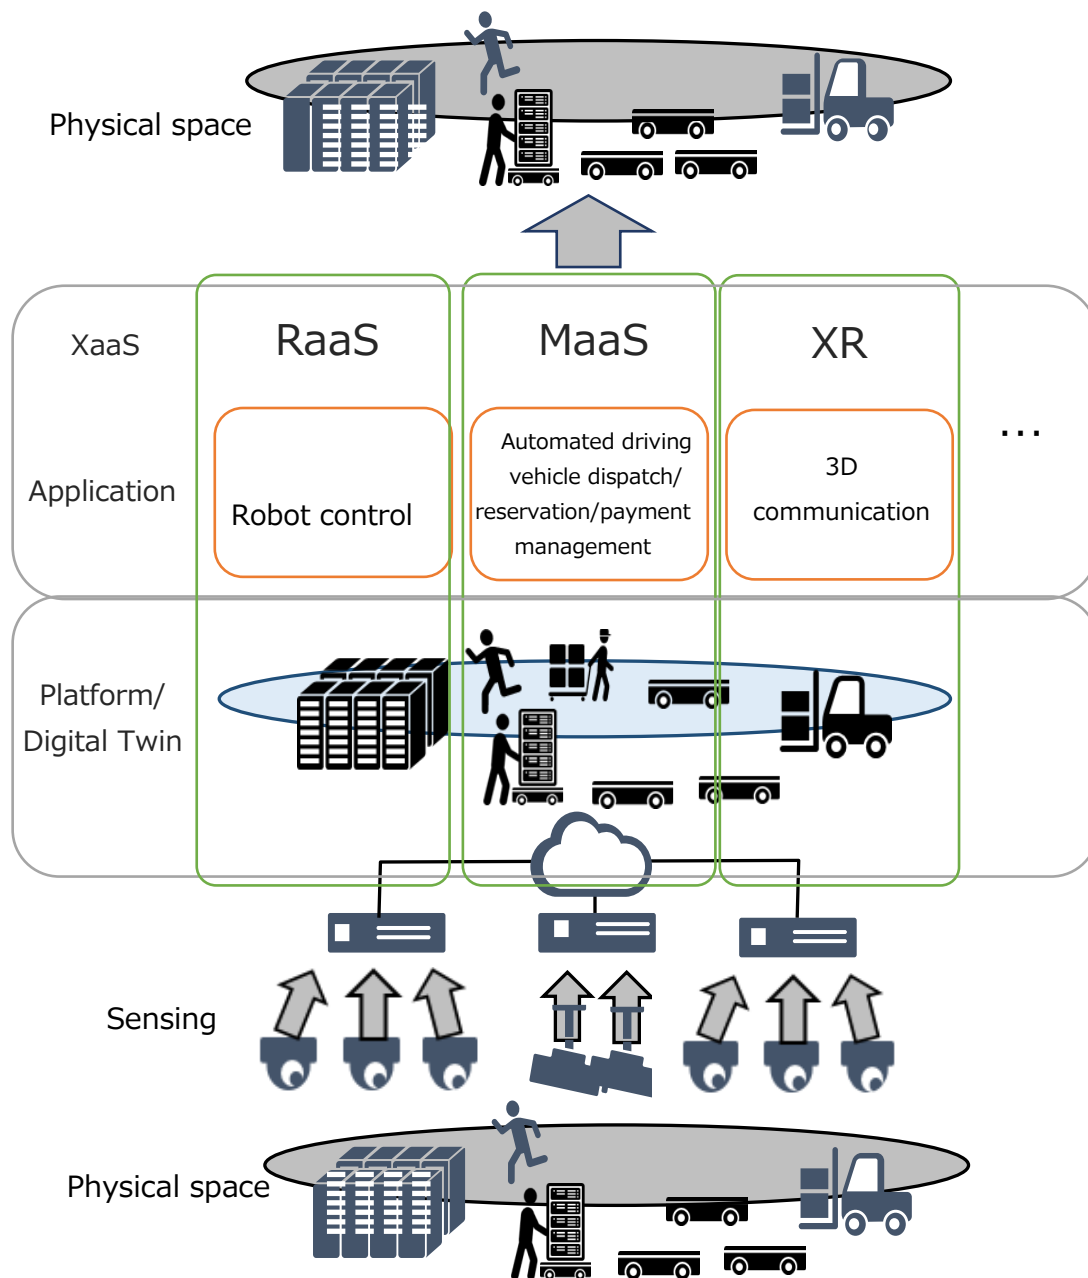 Physical space
XaaS
RaaS
MaaS
XR
Application
Robot control
Automated driving
vehicle dispatch/
reservation/payment
management
3D
communication
...
Platform/
Digital Twin
Sensing
Physical space